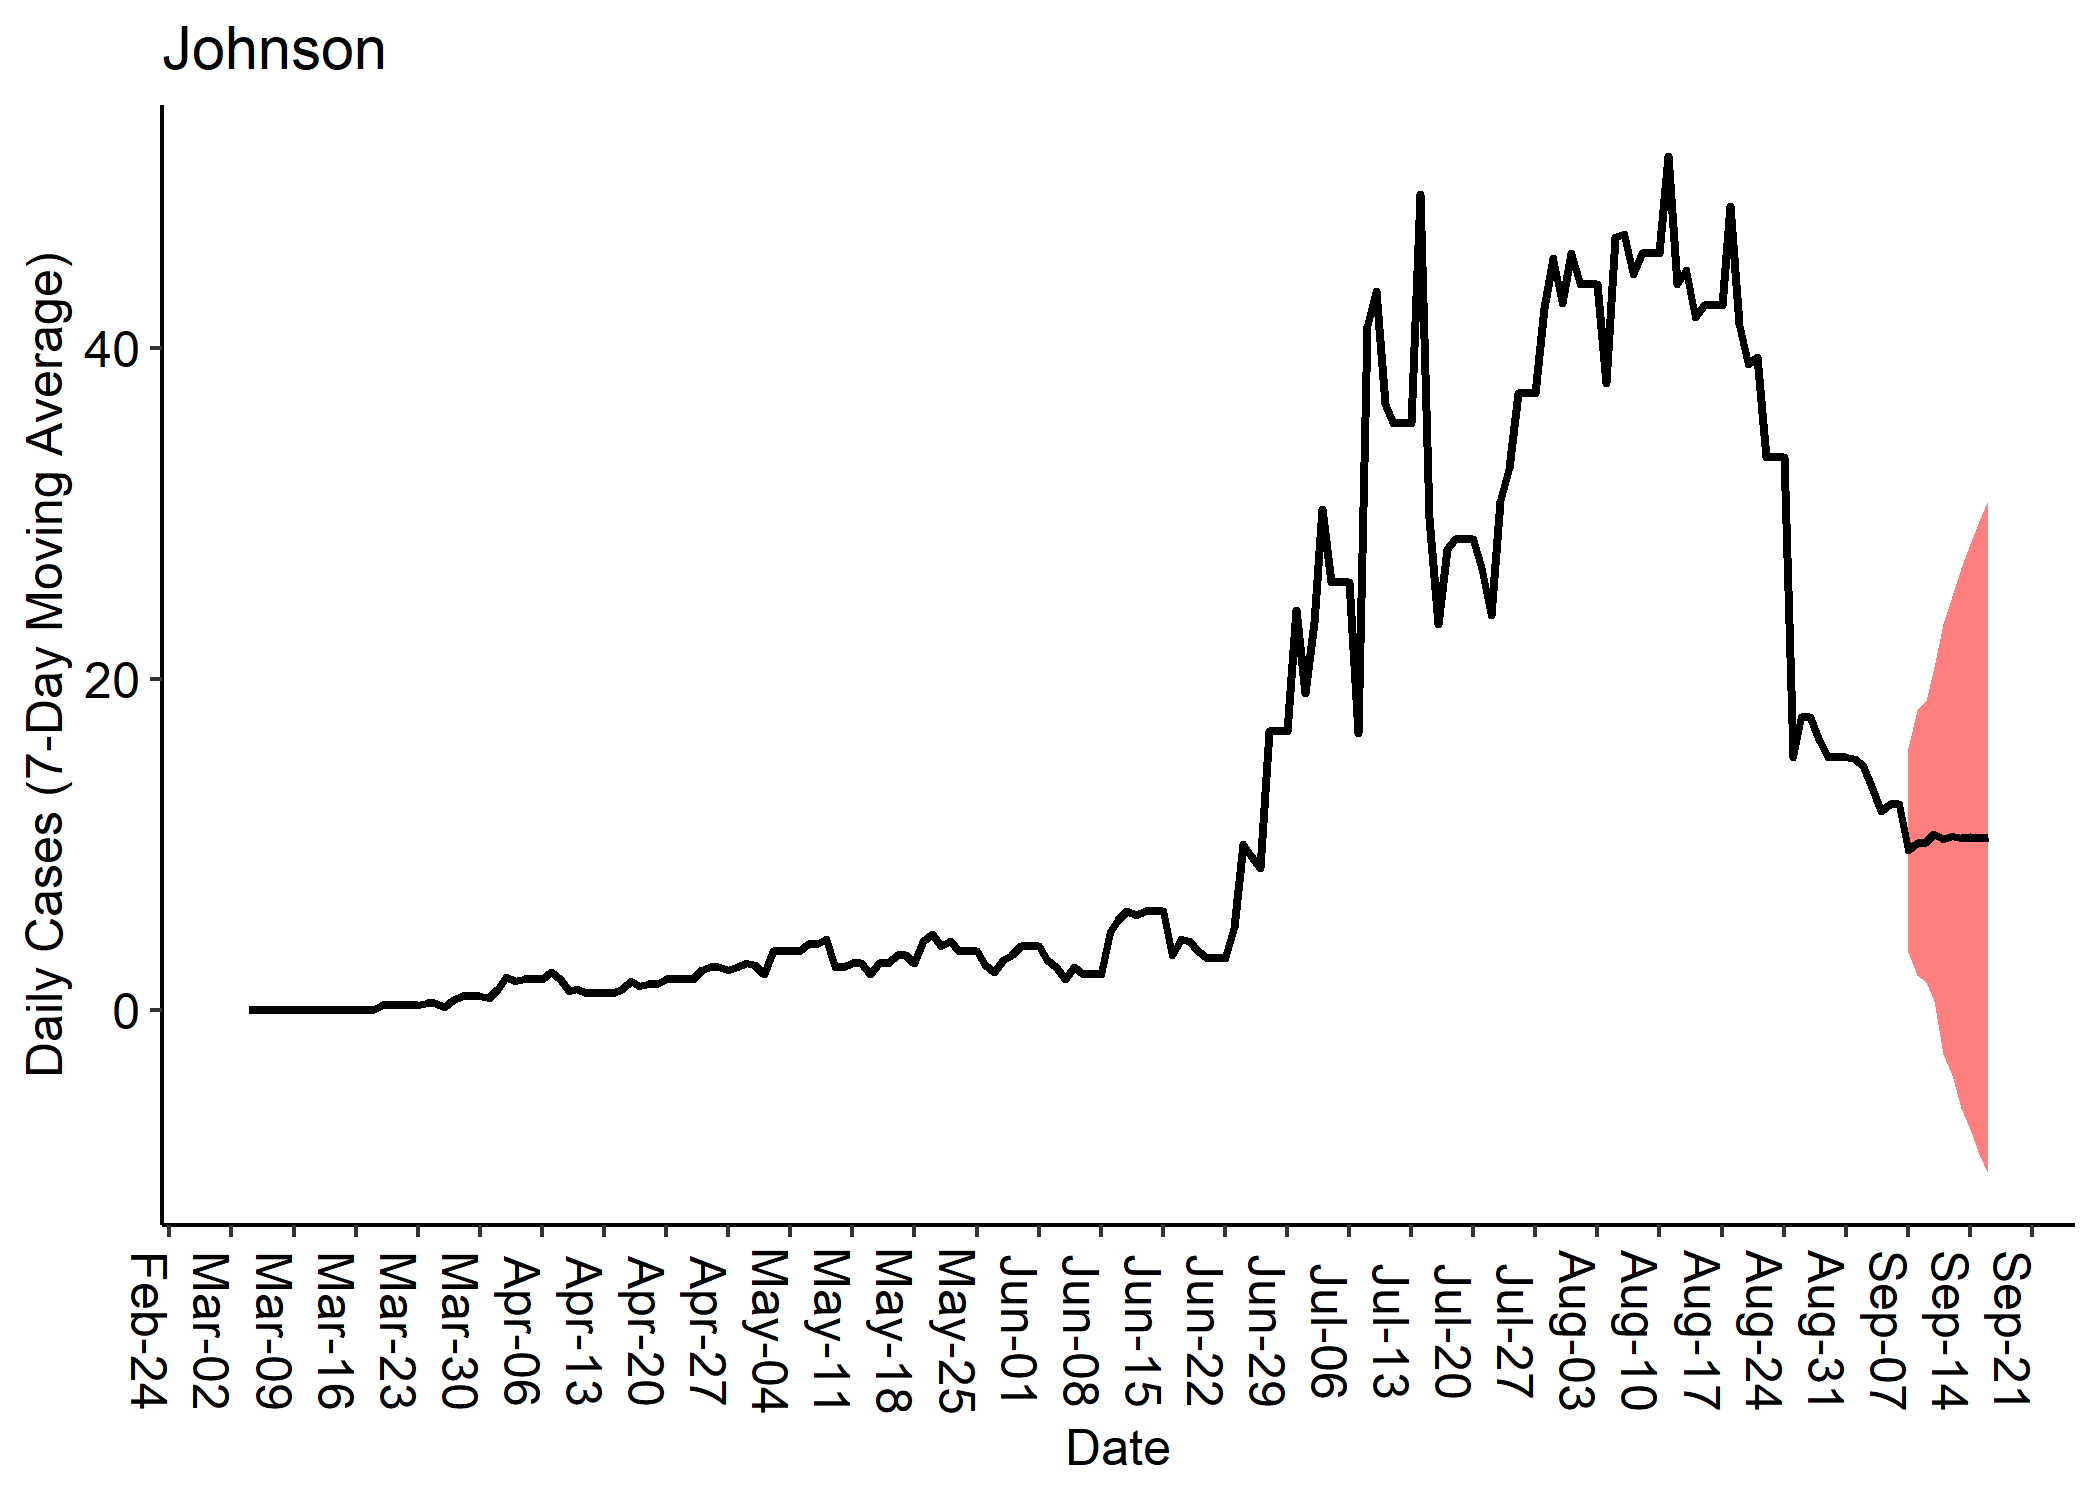 Johnson
Daily Cases (7-Day Moving Average)
40
20
0
Feb-24
Mar-02
Mar-09
Mar-16
Mar-23
Mar-30
Apr-06
Apr-13
Apr-20
Apr-27
May-04
May-11
May-18
May-25
Jun-01
Jun-08
Jun-15
Jun-22
Jun-29
Jul-06
Jul-13
Jul-20
Jul-27
Aug-03
Aug-10
Aug-17
Aug-24
Aug-31
Sep-07
Sep-14
Sep-21
Date